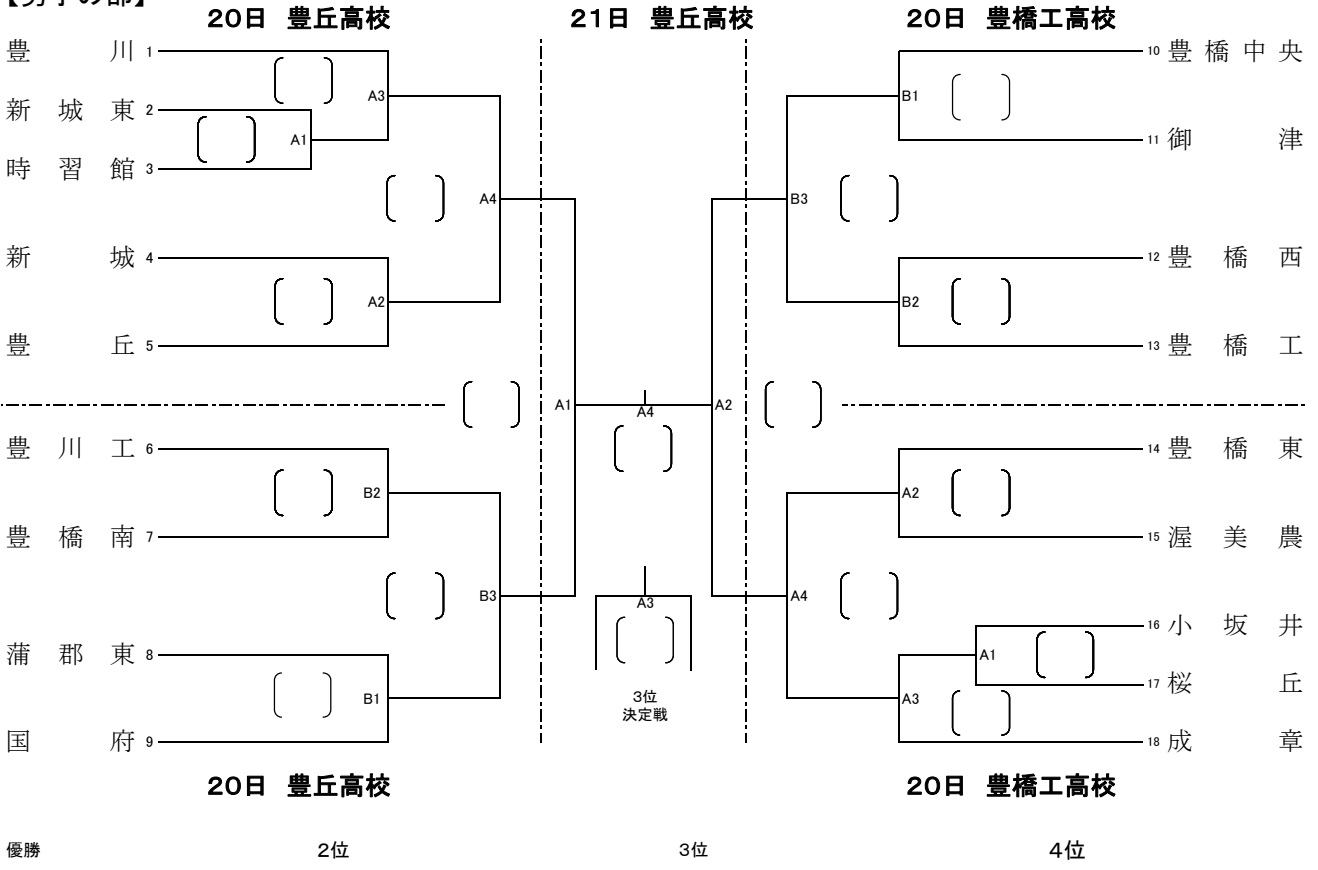 【男子の部】
20日 豊丘高校
21日 豊丘高校
20日 豊橋工高校
豊川 1
新城東 2
時習館 3
新城 4
豊丘 5
豊川工 6
豊橋南 7
蒲郡東 8
国府 9
A3
A1
A4
A2
B2
B3
B1
A1
A4
A2
A3
3位
決定戦
B1
B3
B2
A2
A4
A1
A3
10 豊橋中央
11 御津
12 豊橋西
13 豊橋工
14 豊橋東
15 渥美農
16 小坂井
17 桜丘
18 成章
20日 豊丘高校
20日 豊橋工高校
優勝 2位 3位 4位